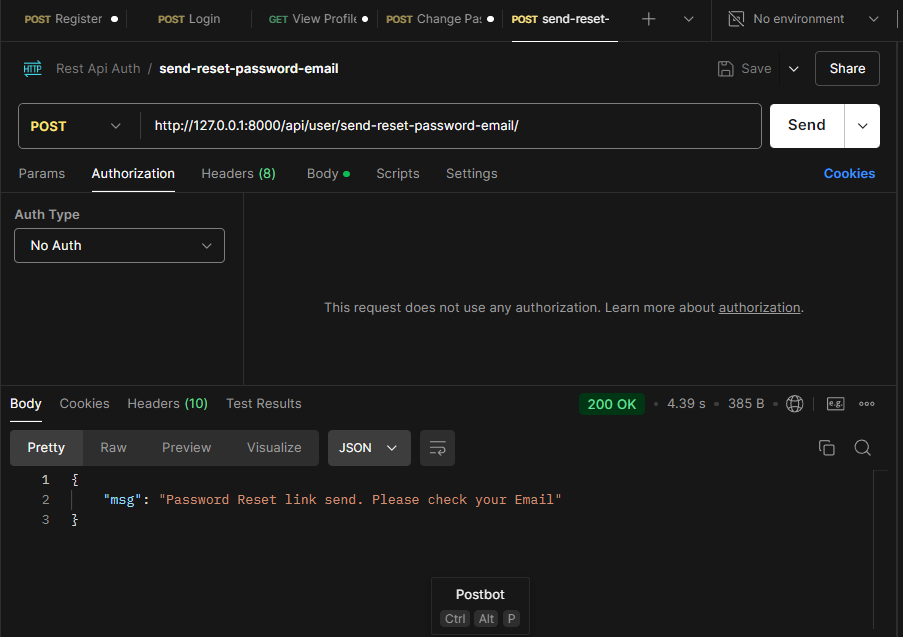 POST Register POST Login GET View Profile POST Change Pas POST send-reset- No environment
HTTP Rest Api Auth / send-reset-password-email Save Share
POST http://127.0.0.1:8000/api/user/send-reset-password-email/ Send
Params Authorization Headers (8) Body Scripts Settings Cookies
Auth Type
No Auth
This request does not use any authorization. Learn more about authorization.
Body Cookies Headers (10) Test Results 200 OK • 4.39 s • 385 B • e.g.
Pretty Raw Preview Visualize JSON
1 {
2 "msg": "Password Reset link send. Please check your Email"
3 }
Postbot
Ctrl Alt P